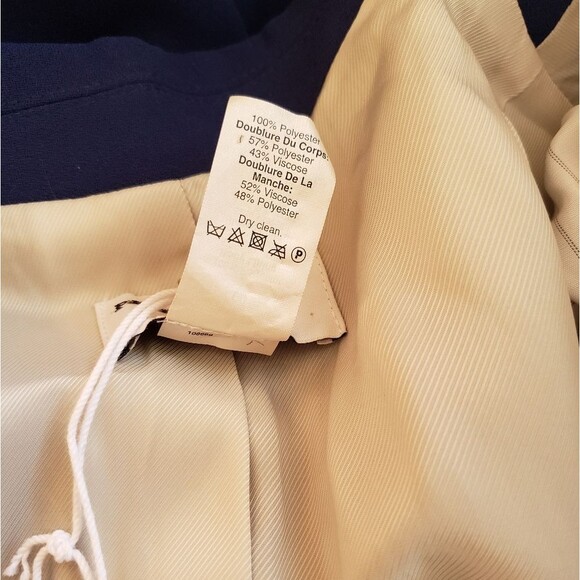 100% Polyester
Doublure Du Corps:
57% Polyester
43% Viscose
Doublure De La
Manche:
52% Viscose
48% Polyester
Dry clean.
P